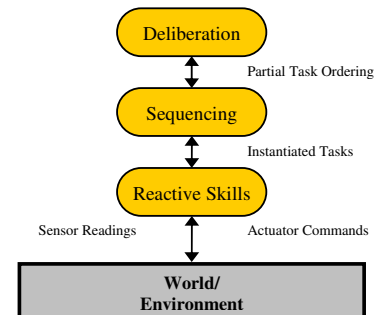 Deliberation
Partial Task Ordering
Sequencing
Instantiated Tasks
Reactive Skills
Sensor Readings
Actuator Commands
World/
Environment